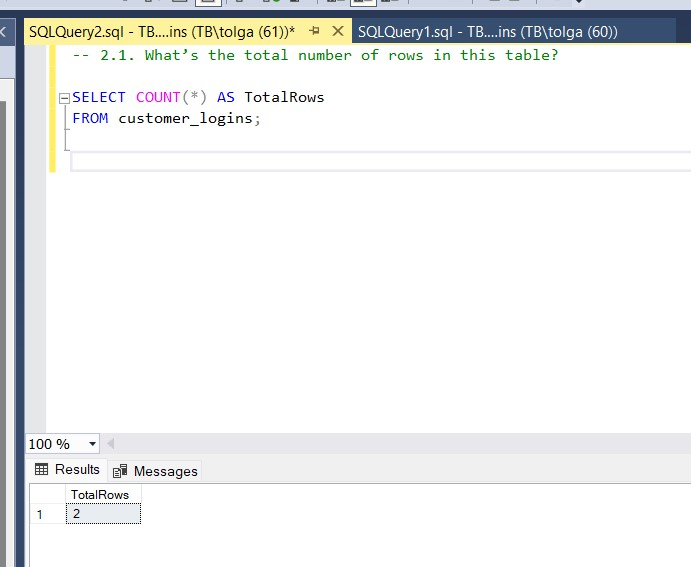 SQLQuery2.sql - TB....ins (TB\tolga (61))* SQLQuery1.sql - TB....ins (TB\tolga (60))
-- 2.1. What’s the total number of rows in this table?
SELECT COUNT(*) AS TotalRows
FROM customer_logins;
100 %
Results Messages
TotalRows
1 2